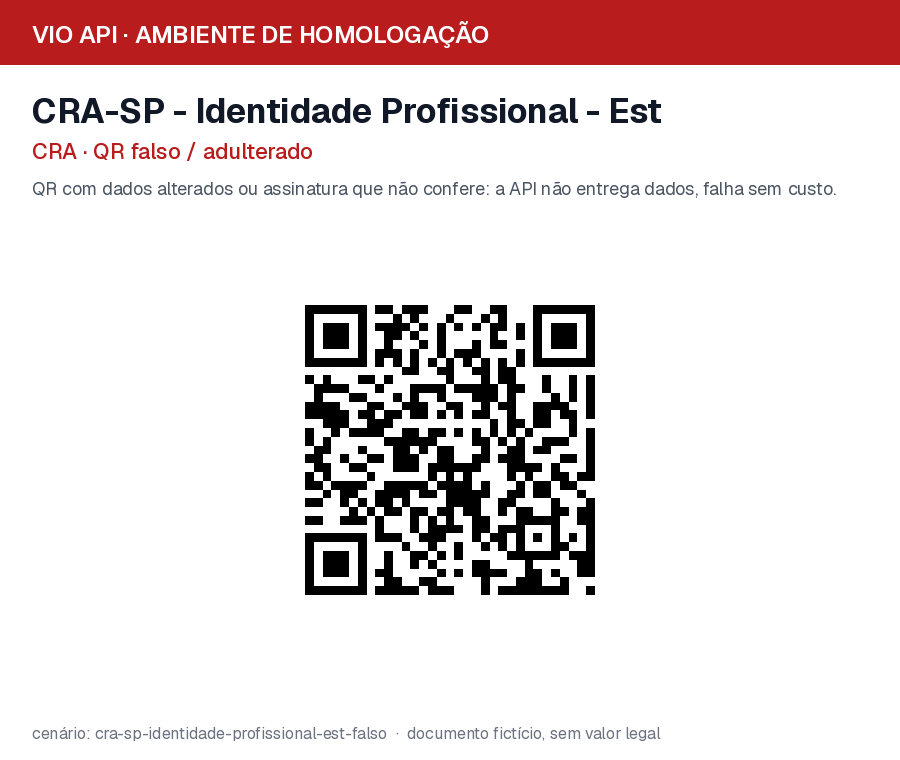 VIO API · AMBIENTE DE HOMOLOGAÇÃO
CRA-SP - Identidade Profissional - Est
CRA · QR falso / adulterado
QR com dados alterados ou assinatura que não confere: a API não entrega dados, falha sem custo.
cenário: cra-sp-identidade-profissional-est-falso · documento fictício, sem valor legal